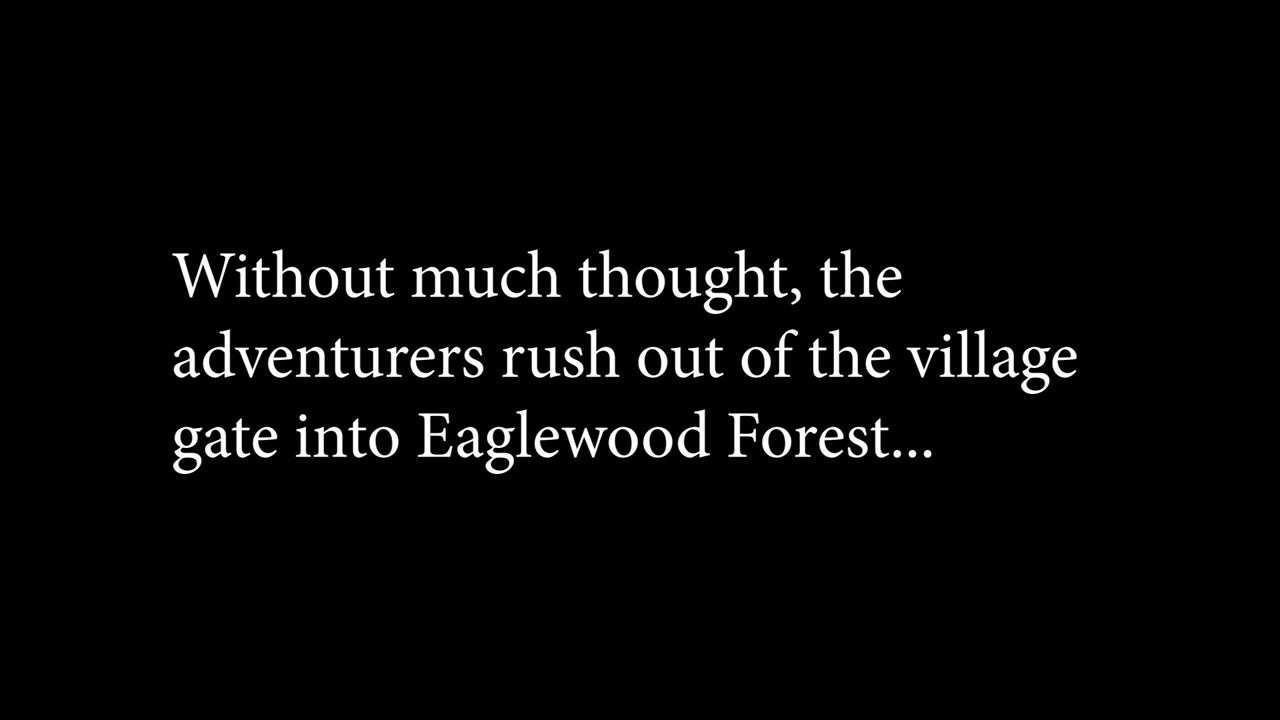 Without much thought, the
adventurers rush out of the village
gate into Eaglewood Forest...